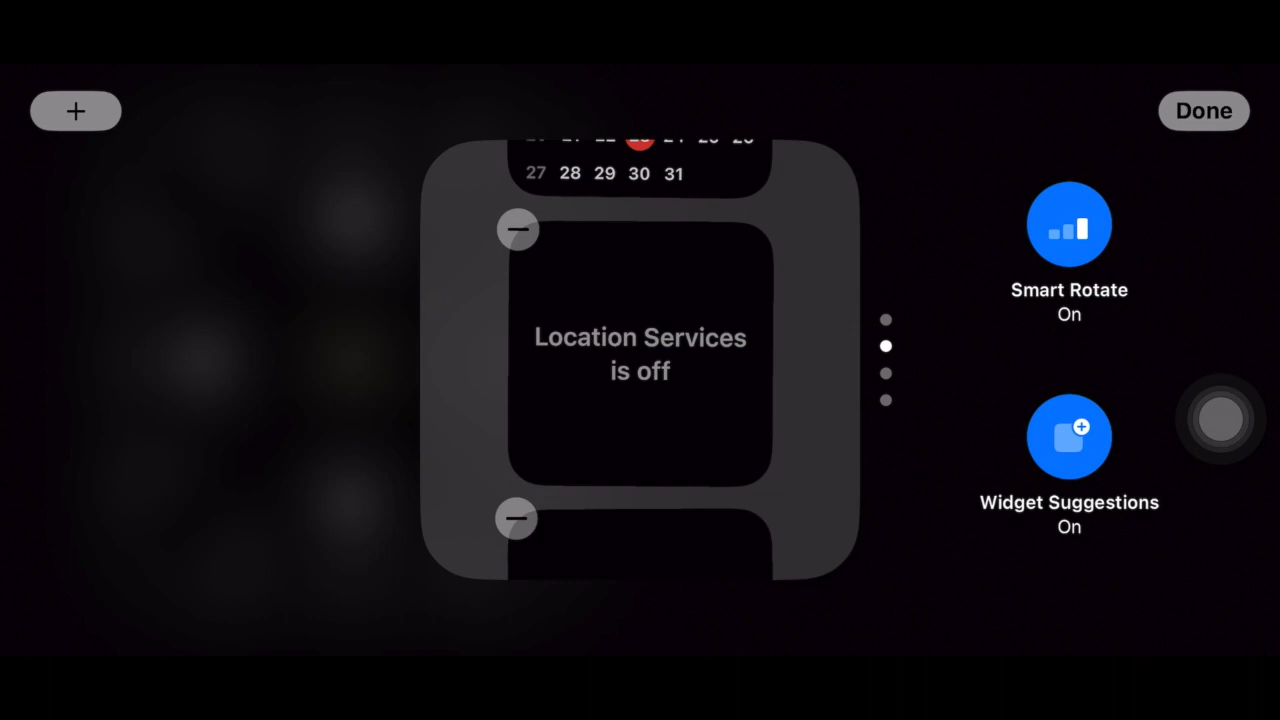 +
Done
27 28 29 30 31
Location Services
is off
Smart Rotate
On
Widget Suggestions
On